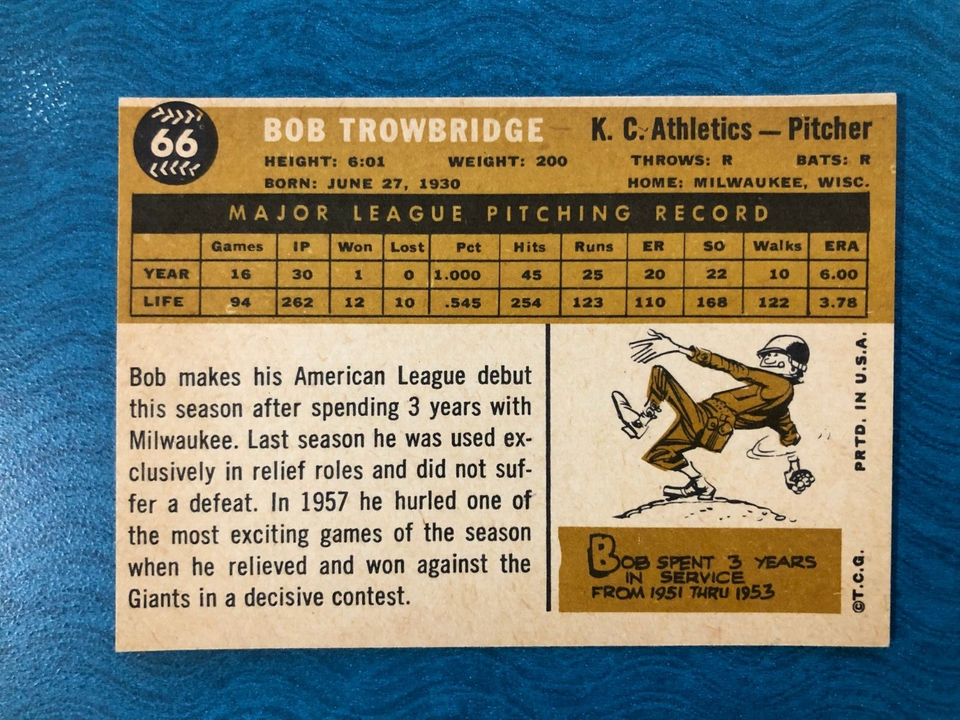 66
BOB TROWBRIDGE K. C. Athletics — Pitcher
HEIGHT: 6:01 WEIGHT: 200 THROWS: R BATS: R
BORN: JUNE 27, 1930 HOME: MILWAUKEE, WISC.
MAJOR LEAGUE PITCHING RECORD
Games IP Won Lost Pct Hits Runs ER SO Walks ERA
YEAR 16 30 1 0 1.000 45 25 20 22 10 6.00
LIFE 94 262 12 10 .545 254 123 110 168 122 3.78
Bob makes his American League debut
this season after spending 3 years with
Milwaukee. Last season he was used ex-
clusively in relief roles and did not suf-
fer a defeat. In 1957 he hurled one of
the most exciting games of the season
when he relieved and won against the
Giants in a decisive contest.
BOB SPENT 3 YEARS
IN SERVICE
FROM 1951 THRU 1953
©T.C.G. PRTD. IN U.S.A.